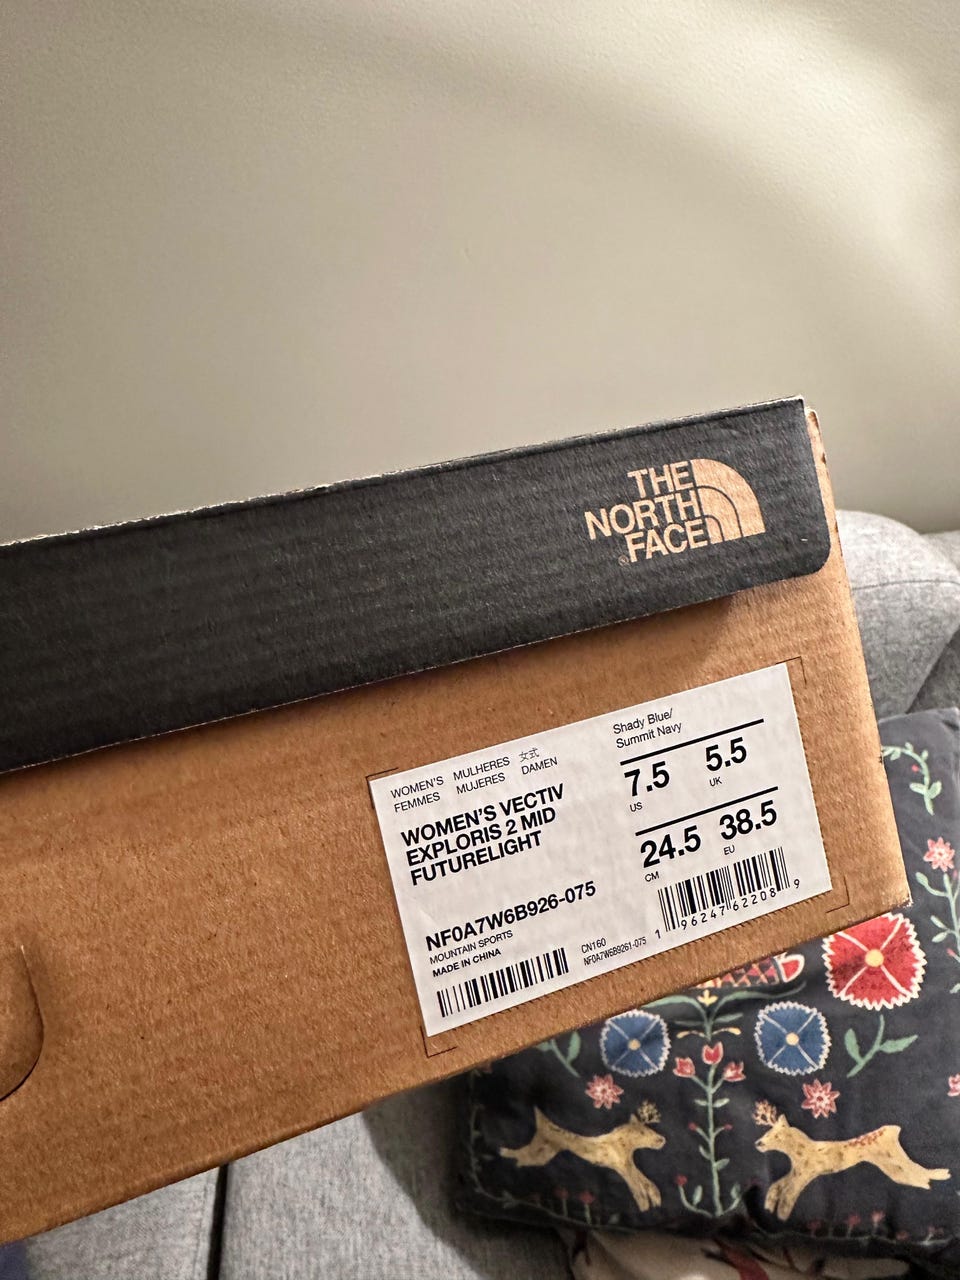 THE
NORTH
FACE
®
WOMEN'S MULHERES 女式
FEMMES MUJERES DAMEN
WOMEN'S VECTIV
EXPLORIS 2 MID
FUTURELIGHT
NF0A7W6B926-075
MOUNTAIN SPORTS
MADE IN CHINA
CN160
NF0A7W6B9261-075
Shady Blue/
Summit Navy
7.5 5.5
US UK
24.5 38.5
CM EU
1 96247 62208 9